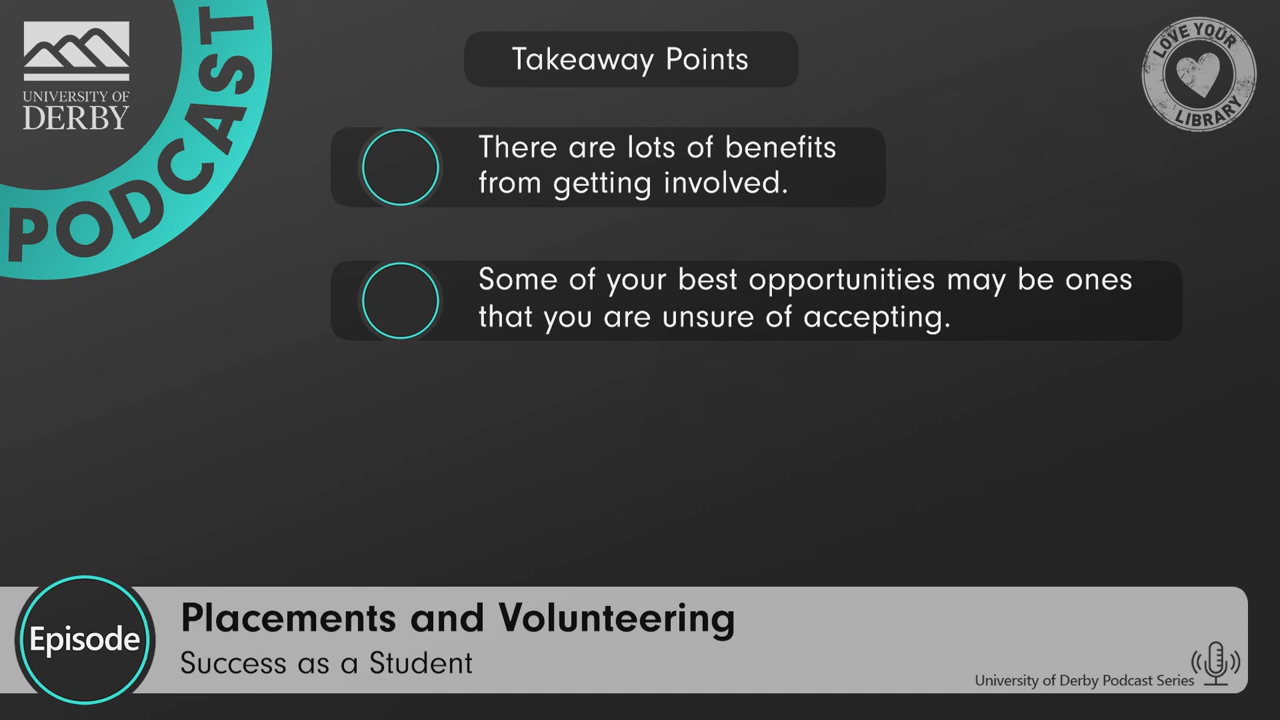 UNIVERSITY OF
DERBY
PODCAST
Takeaway Points
LOVE YOUR
LIBRARY
There are lots of benefits
from getting involved.
Some of your best opportunities may be ones
that you are unsure of accepting.
Episode
Placements and Volunteering
Success as a Student
University of Derby Podcast Series